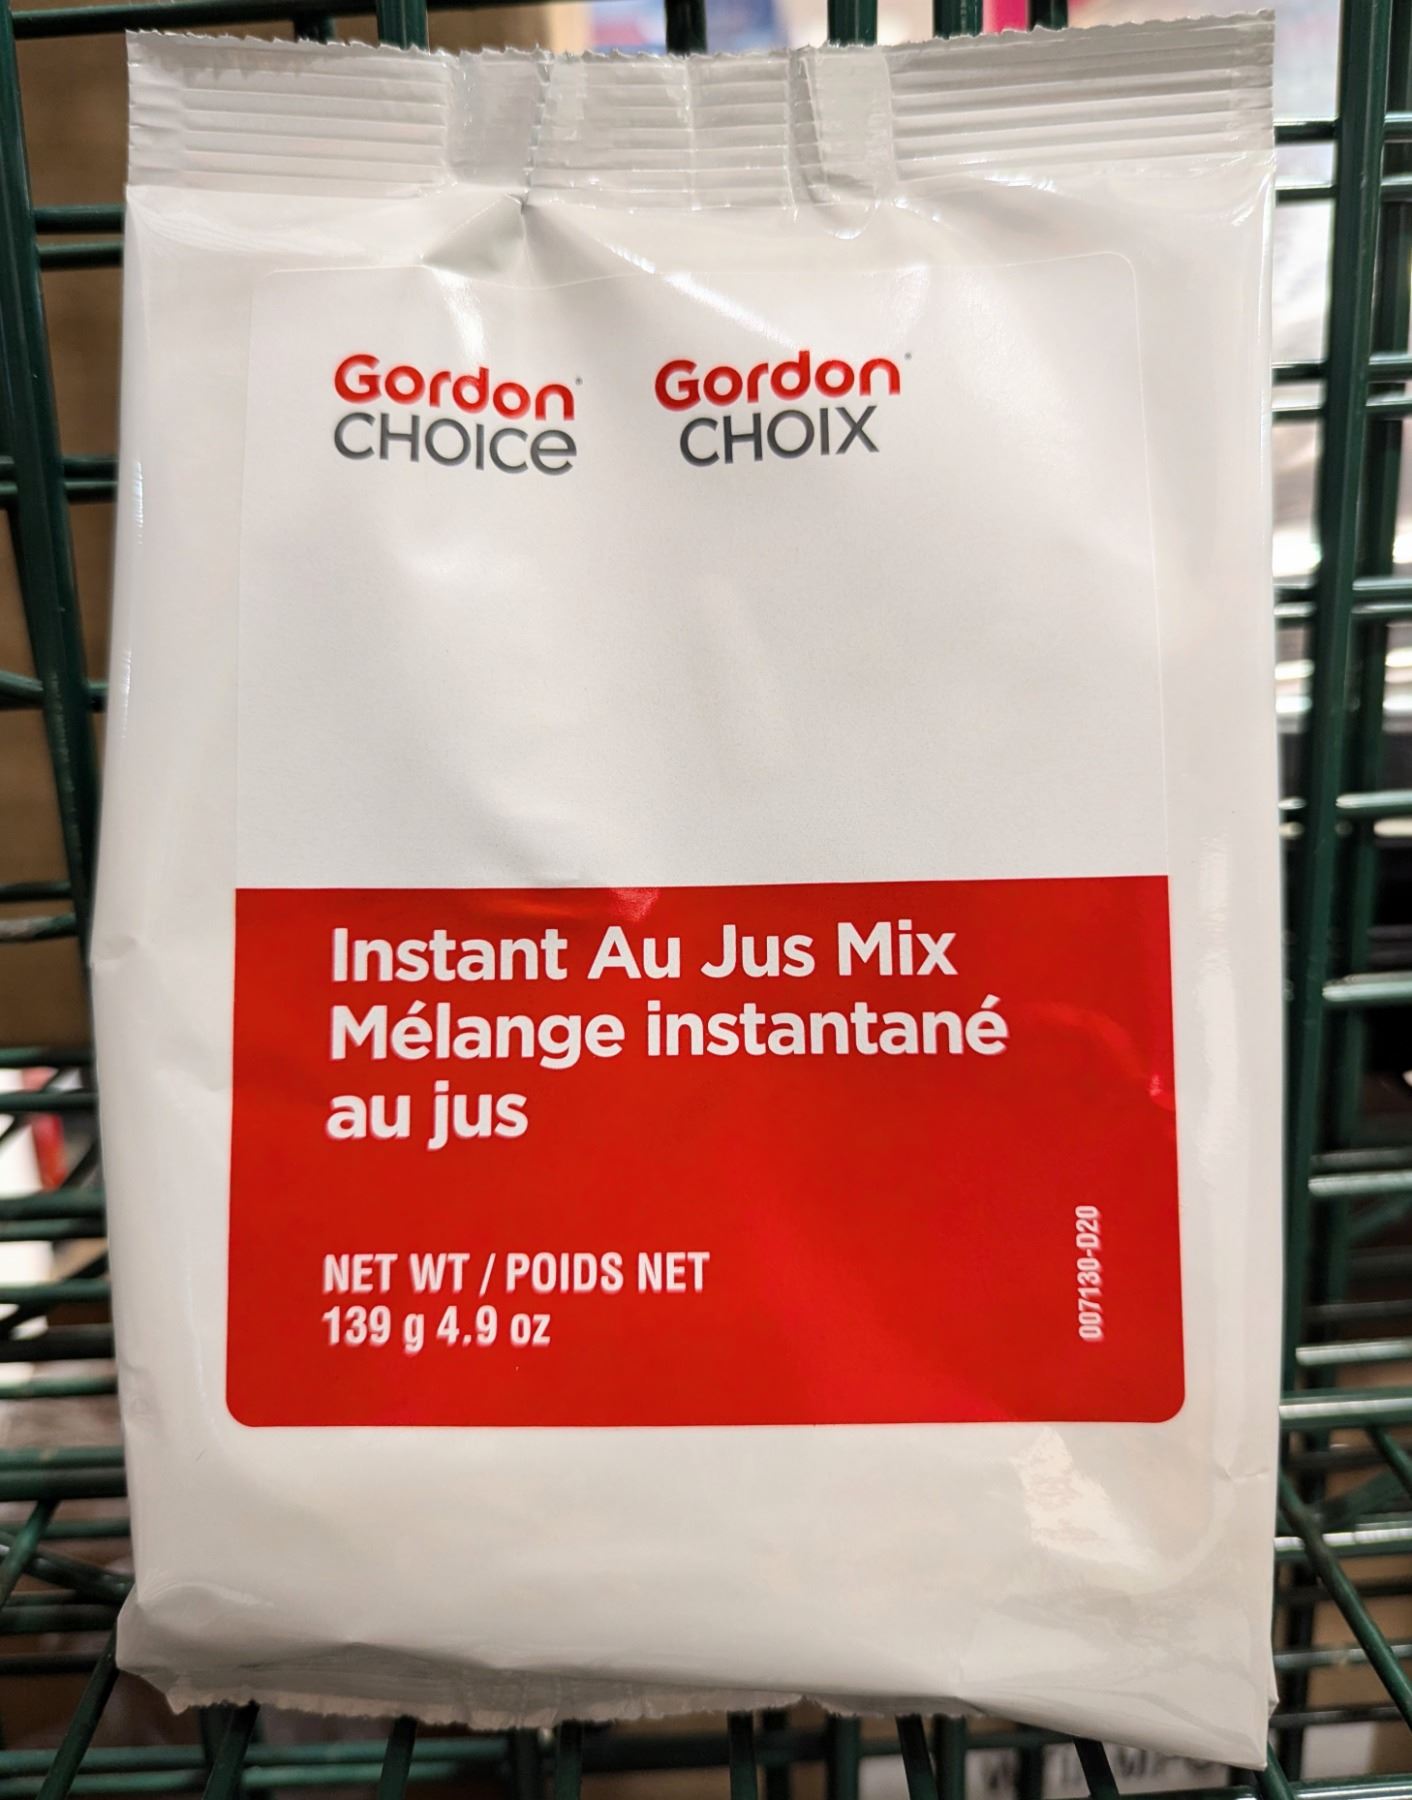 Gordon
CHOICe
Gordon
CHOIX
Instant Au Jus Mix
Mélange instantané
au jus
NET WT / POIDS NET
139 g 4.9 oz
007130-D20